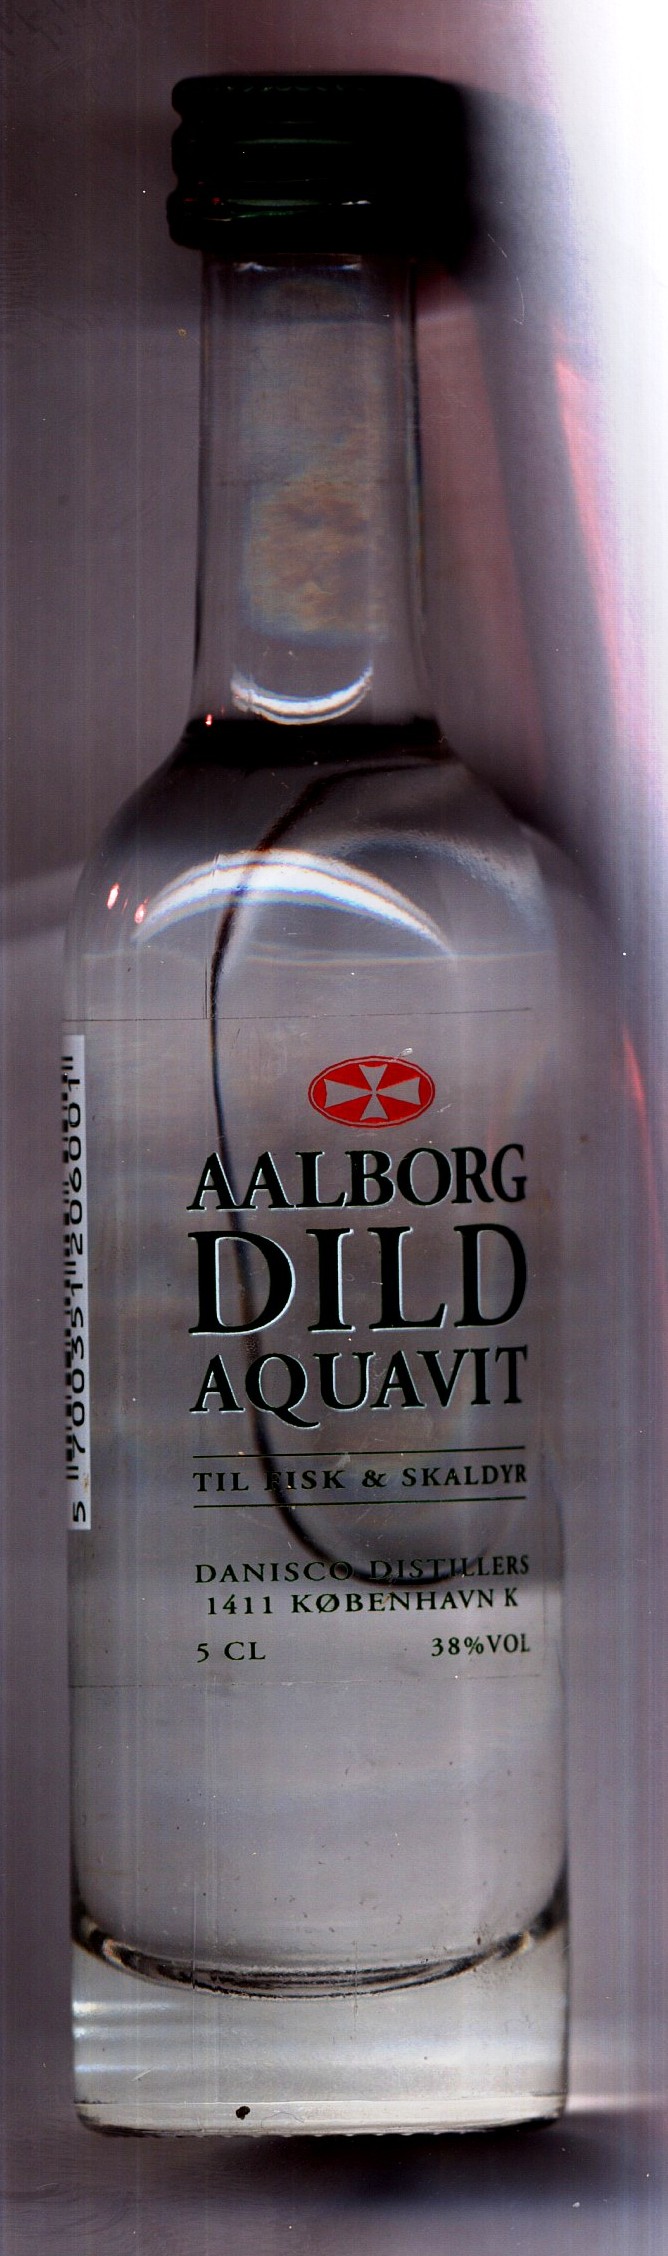 AALBORG
DILD
AQUAVIT
TIL FISK & SKALDYR
DANISCO DISTILLERS
1411 KØBENHAVN K
5 CL 38%VOL
5 700351 206001